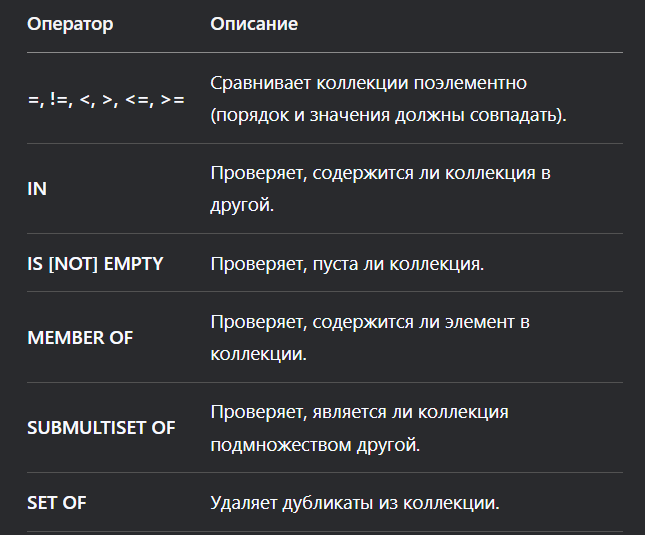 Оператор Описание
=, !=, <, >, <=, >= Сравнивает коллекции поэлементно
(порядок и значения должны совпадать).
IN Проверяет, содержится ли коллекция в
другой.
IS [NOT] EMPTY Проверяет, пуста ли коллекция.
MEMBER OF Проверяет, содержится ли элемент в
коллекции.
SUBMULTISET OF Проверяет, является ли коллекция
подмножеством другой.
SET OF Удаляет дубликаты из коллекции.